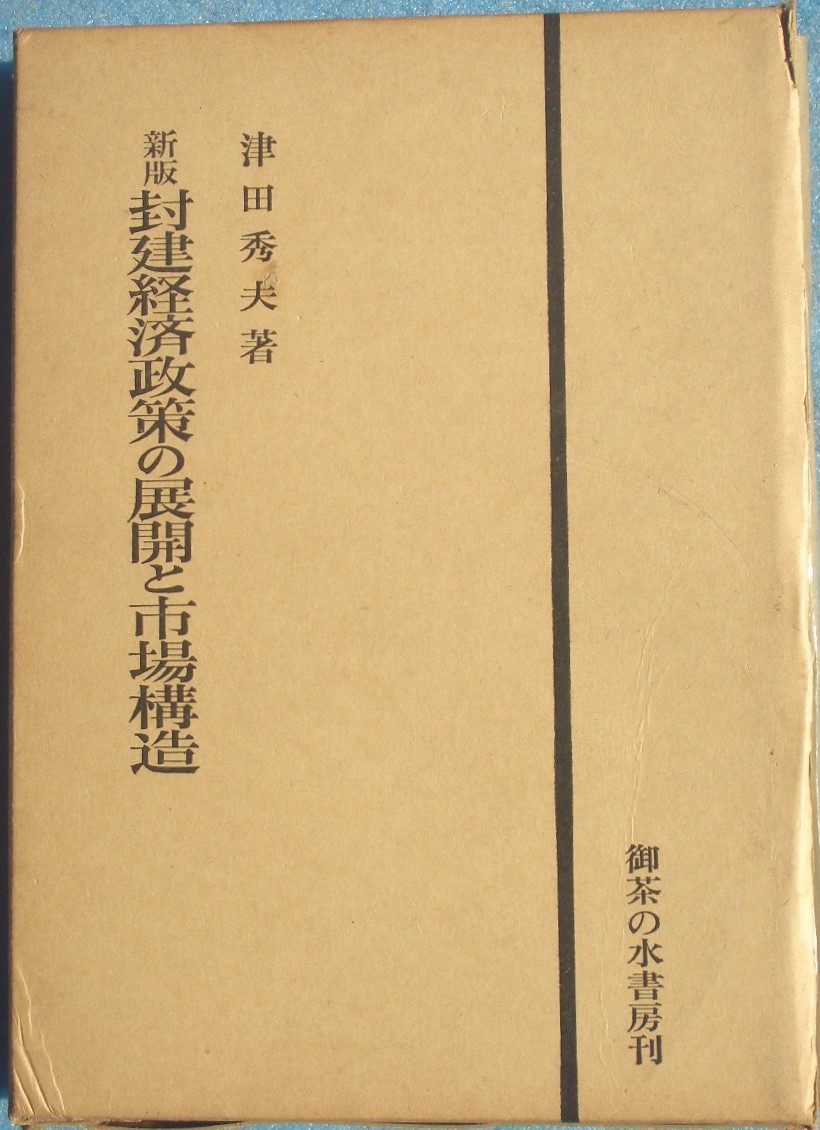 御茶の水書房刊
津田秀夫著
新版 封建経済政策の展開と市場構造